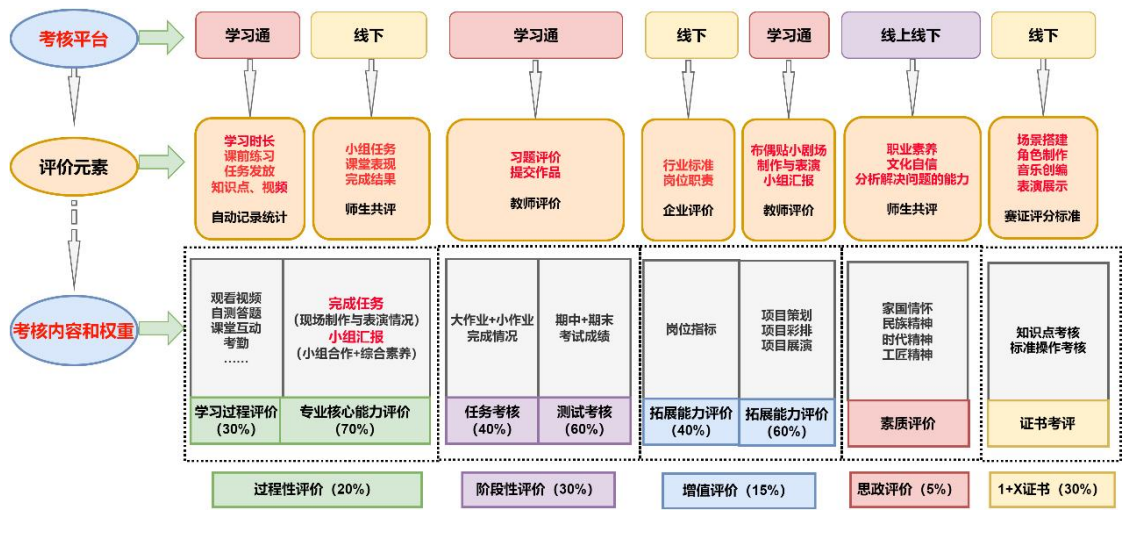 考核平台
学习通
线下
学习通
线下
学习通
线上线下
线下
评价元素
学习时长
课前练习
任务发放
知识点、视频
自动记录统计
小组任务
课堂表现
完成结果
师生共评
习题评价
提交作品
教师评价
行业标准
岗位职责
企业评价
布偶贴小剧场
制作与表演
小组汇报
教师评价
职业素养
文化自信
分析解决问题的能力
师生共评
场景搭建
角色制作
音乐创编
表演展示
赛证评分标准
考核内容和权重
观看视频
自测答题
课堂互动
考勤
......
学习过程评价
(30%)
完成任务
(现场制作与表演情况)
小组汇报
(小组合作+综合素养)
专业核心能力评价
(70%)
大作业+小作业
完成情况
任务考核
(40%)
期中+期末
考试成绩
测试考核
(60%)
岗位指标
拓展能力评价
(40%)
项目策划
项目彩排
项目展演
拓展能力评价
(60%)
家国情怀
民族精神
时代精神
工匠精神
素质评价
知识点考核
标准操作考核
证书考评
过程性评价（20%）
阶段性评价（30%）
增值评价（15%）
思政评价（5%）
1+X证书（30%）